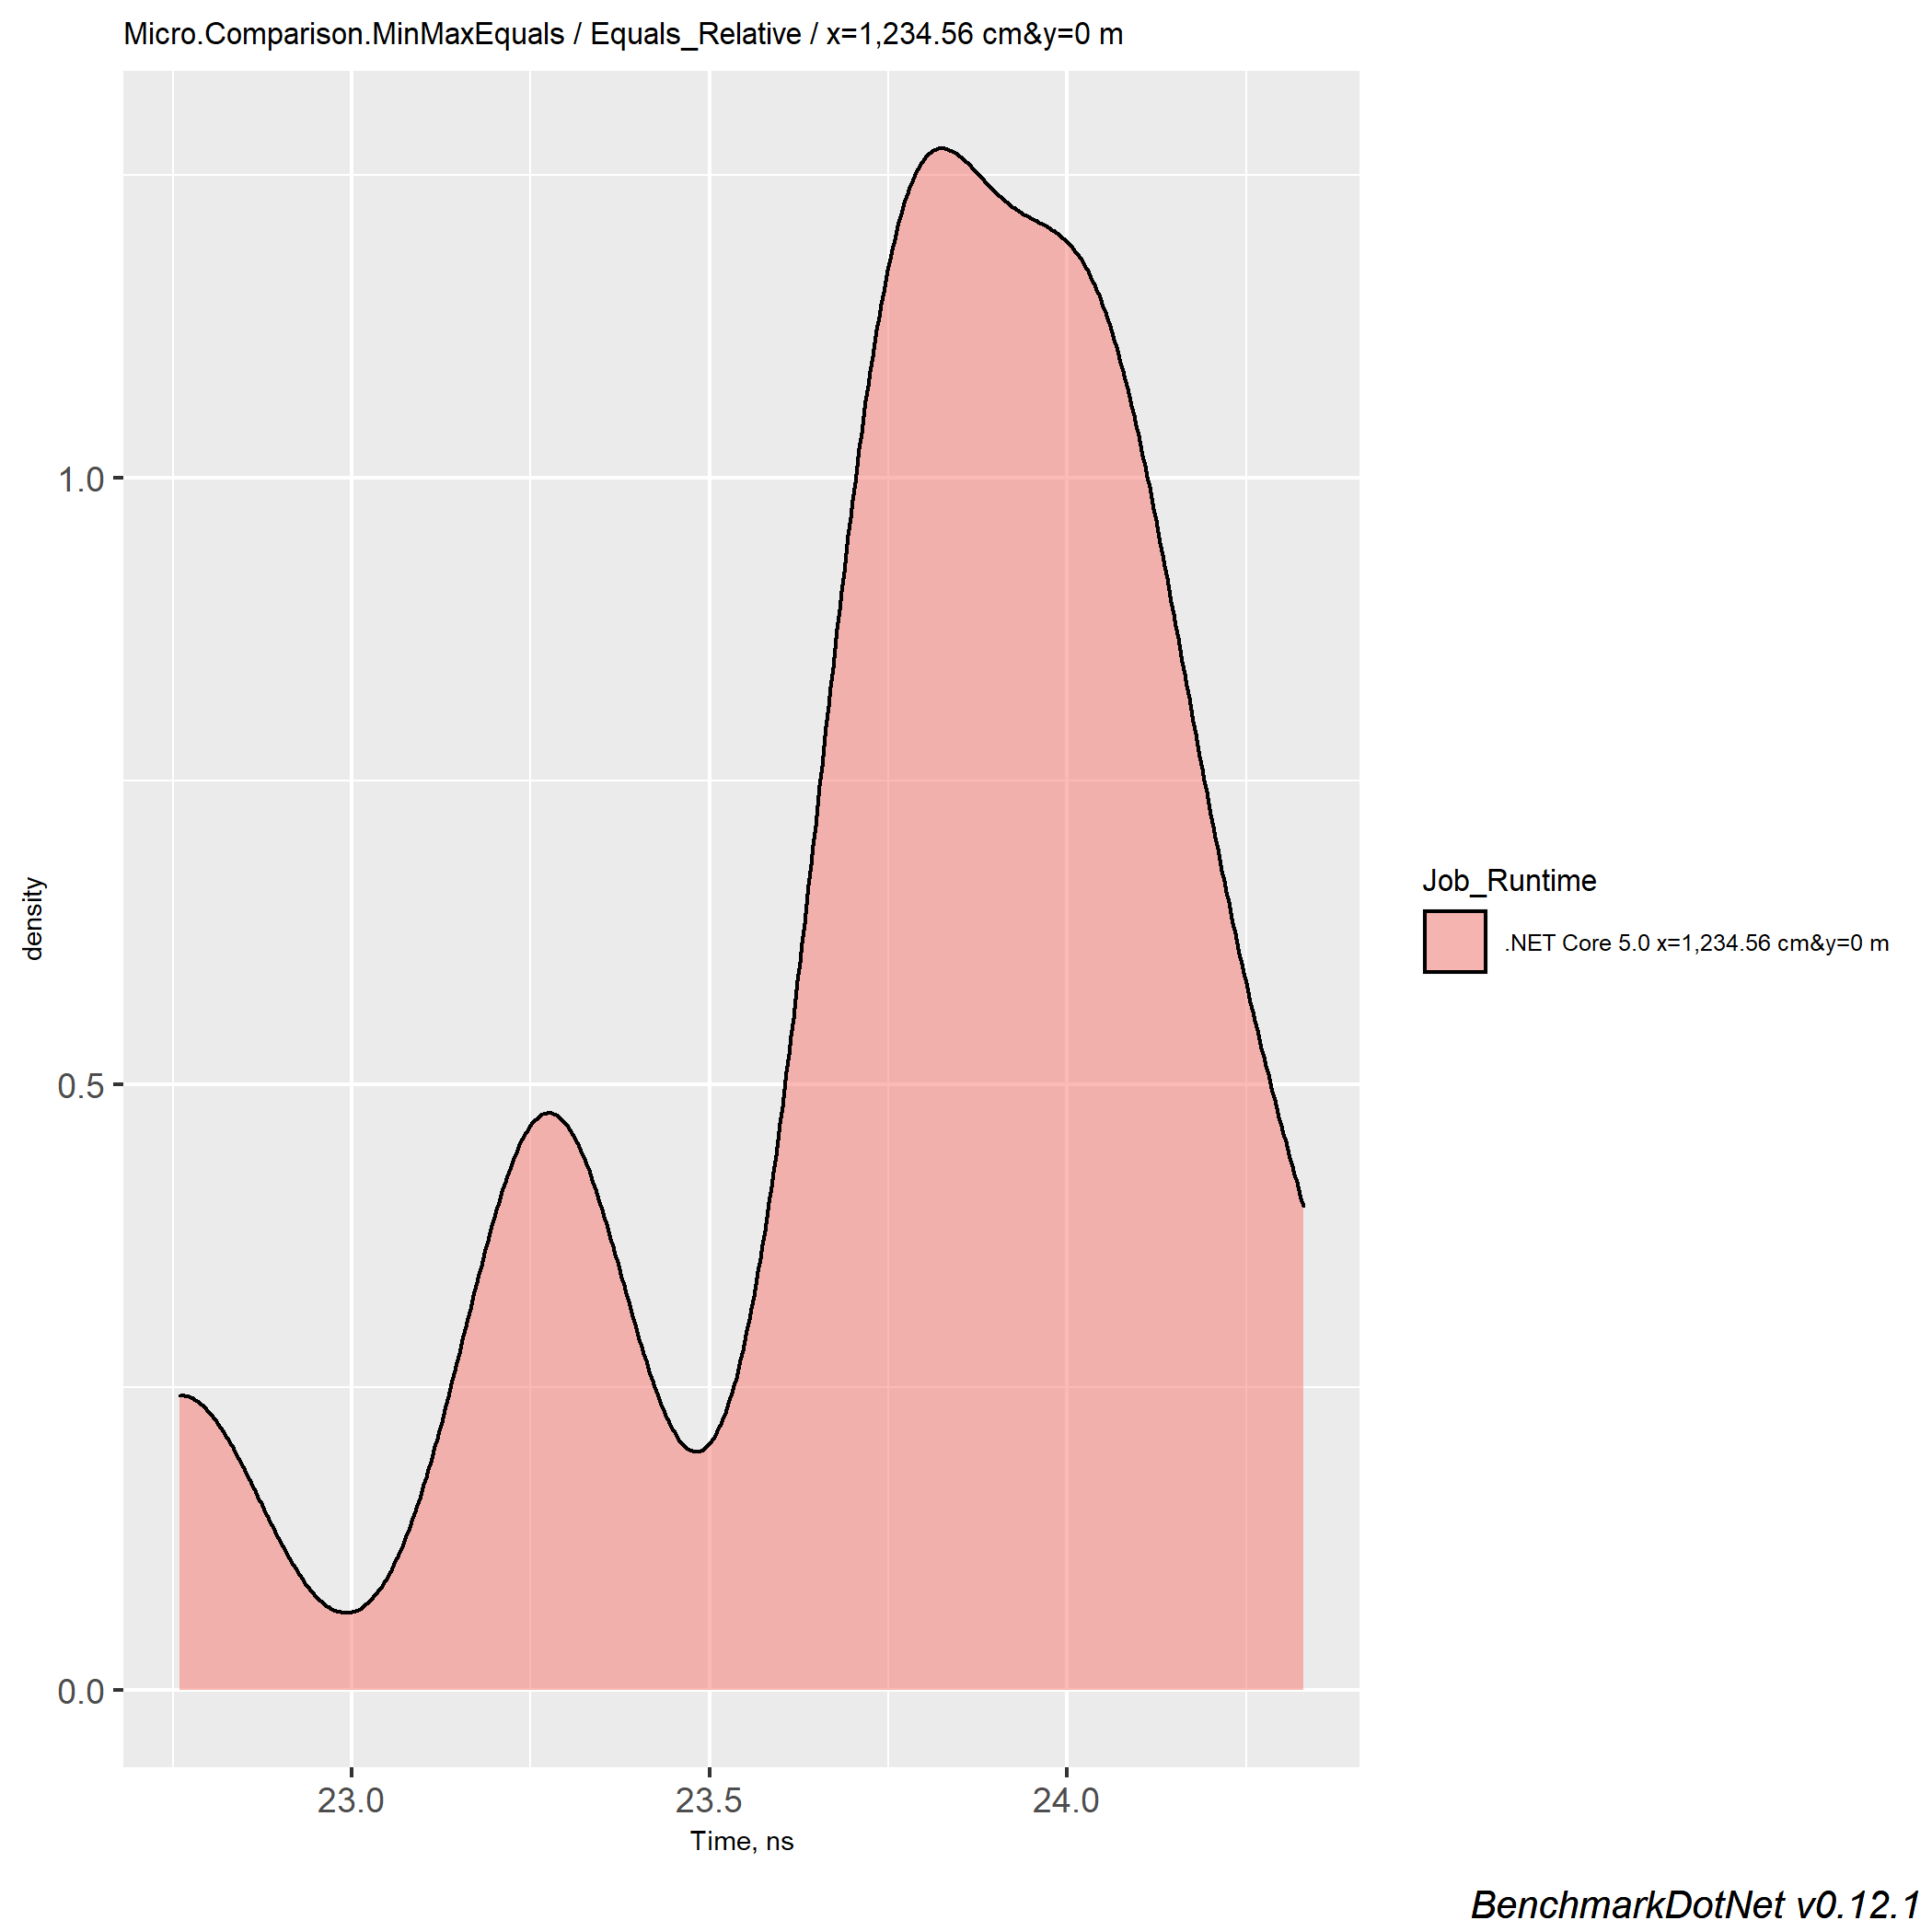 Micro.Comparison.MinMaxEquals / Equals_Relative / x=1,234.56 cm&y=0 m
1.0
0.5
0.0
density
23.0 23.5 24.0
Time, ns
Job_Runtime
.NET Core 5.0 x=1,234.56 cm&y=0 m
BenchmarkDotNet v0.12.1